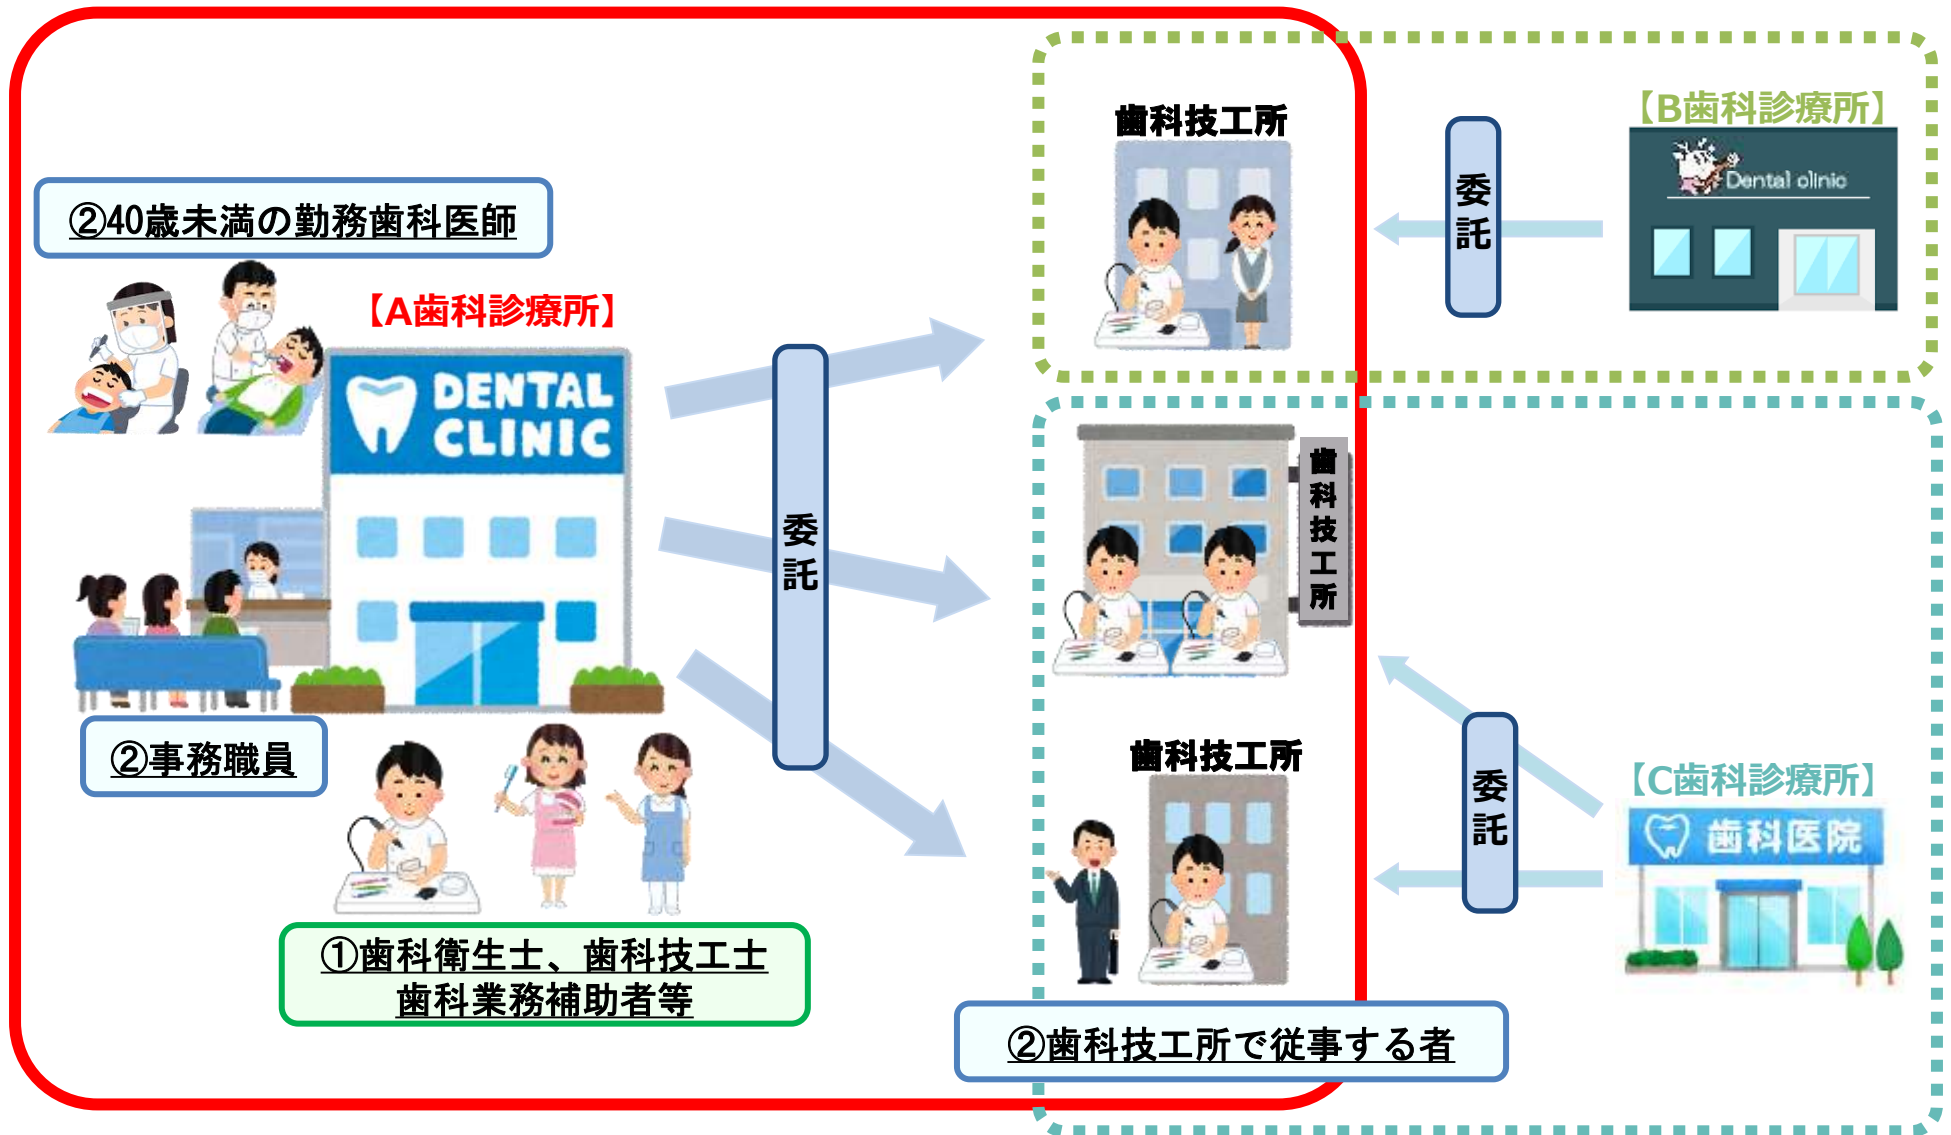 ②40歳未満の勤務歯科医師
【A歯科診療所】
DENTAL
CLINIC
②事務職員
①歯科衛生士、歯科技工士
歯科業務補助者等
委託
歯科技工所
歯科技工所
歯科技工所
②歯科技工所で従事する者
委託
【B歯科診療所】
Dental clinic
委託
【C歯科診療所】
歯科医院